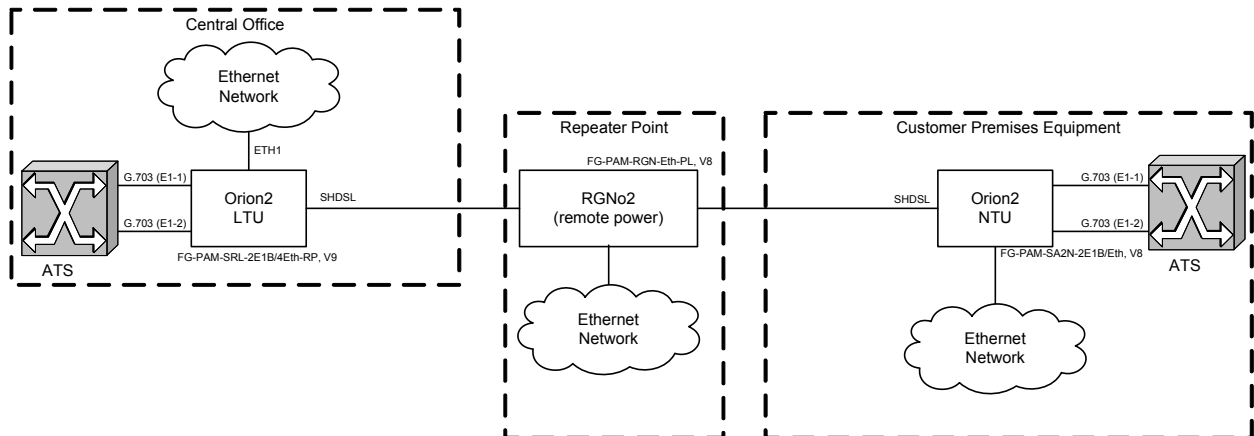 Central Office
Ethernet
Network
ETH1
G.703 (E1-1)
Orion2
LTU
SHDSL
G.703 (E1-2)
ATS
FG-PAM-SRL-2E1B/4Eth-RP, V9
Repeater Point
FG-PAM-RGN-Eth-PL, V8
RGNo2
(remote power)
Ethernet
Network
Customer Premises Equipment
SHDSL
Orion2
NTU
G.703 (E1-1)
G.703 (E1-2)
FG-PAM-SA2N-2E1B/Eth, V8
ATS
Ethernet
Network